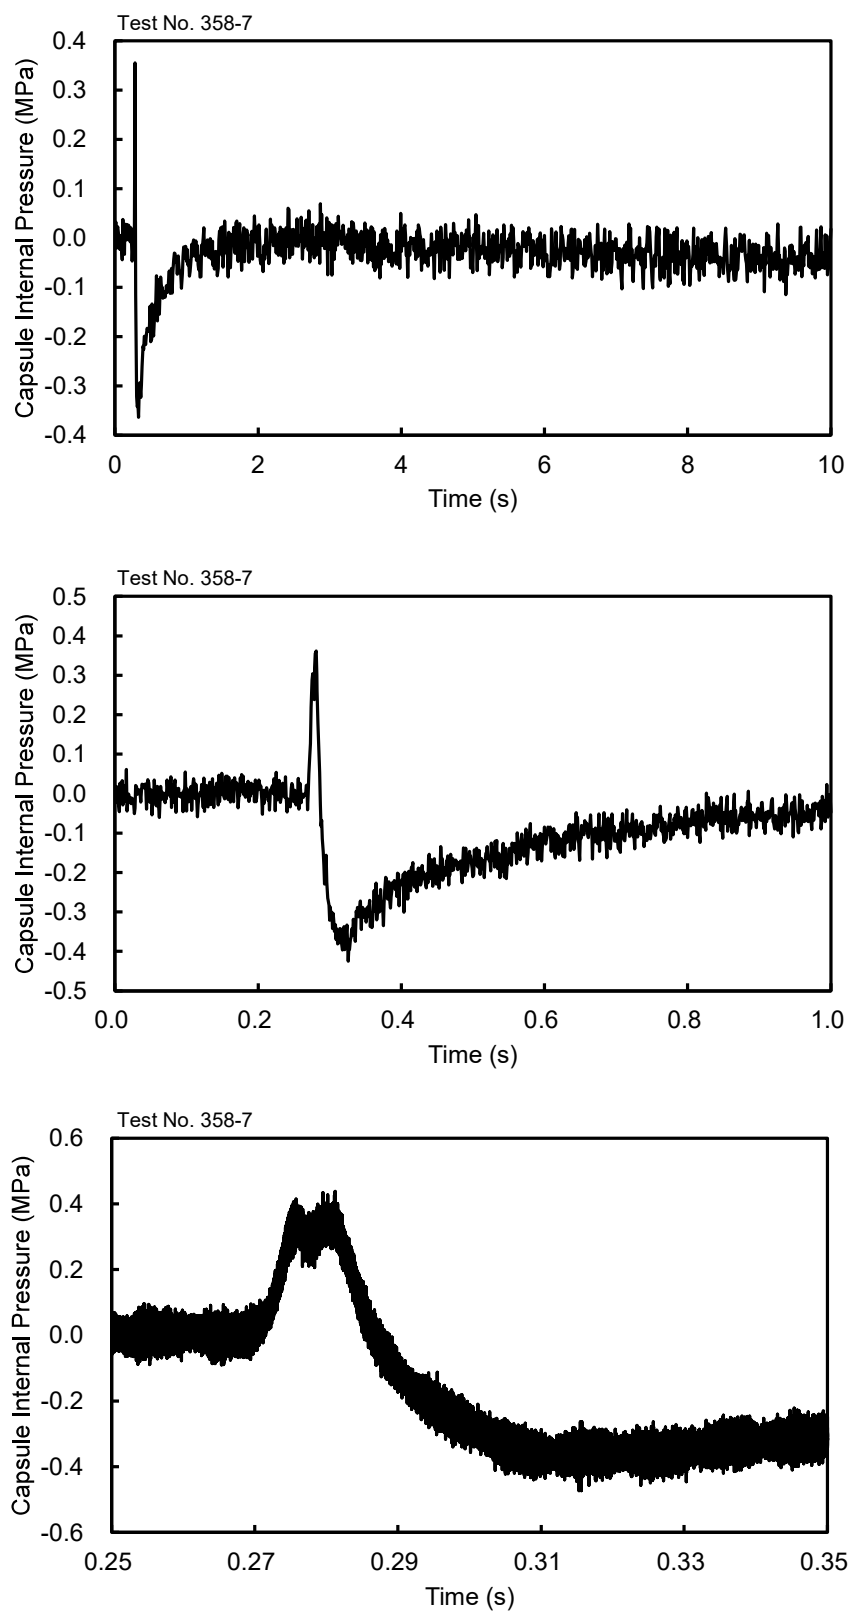 Test No. 358-7
Capsule Internal Pressure (MPa)
0.4
0.3
0.2
0.1
0.0
-0.1
-0.2
-0.3
-0.4
0 2 4 6 8 10
Time (s)
Test No. 358-7
Capsule Internal Pressure (MPa)
0.5
0.4
0.3
0.2
0.1
0.0
-0.1
-0.2
-0.3
-0.4
-0.5
0.0 0.2 0.4 0.6 0.8 1.0
Time (s)
Test No. 358-7
Capsule Internal Pressure (MPa)
0.6
0.4
0.2
0.0
-0.2
-0.4
-0.6
0.25 0.27 0.29 0.31 0.33 0.35
Time (s)